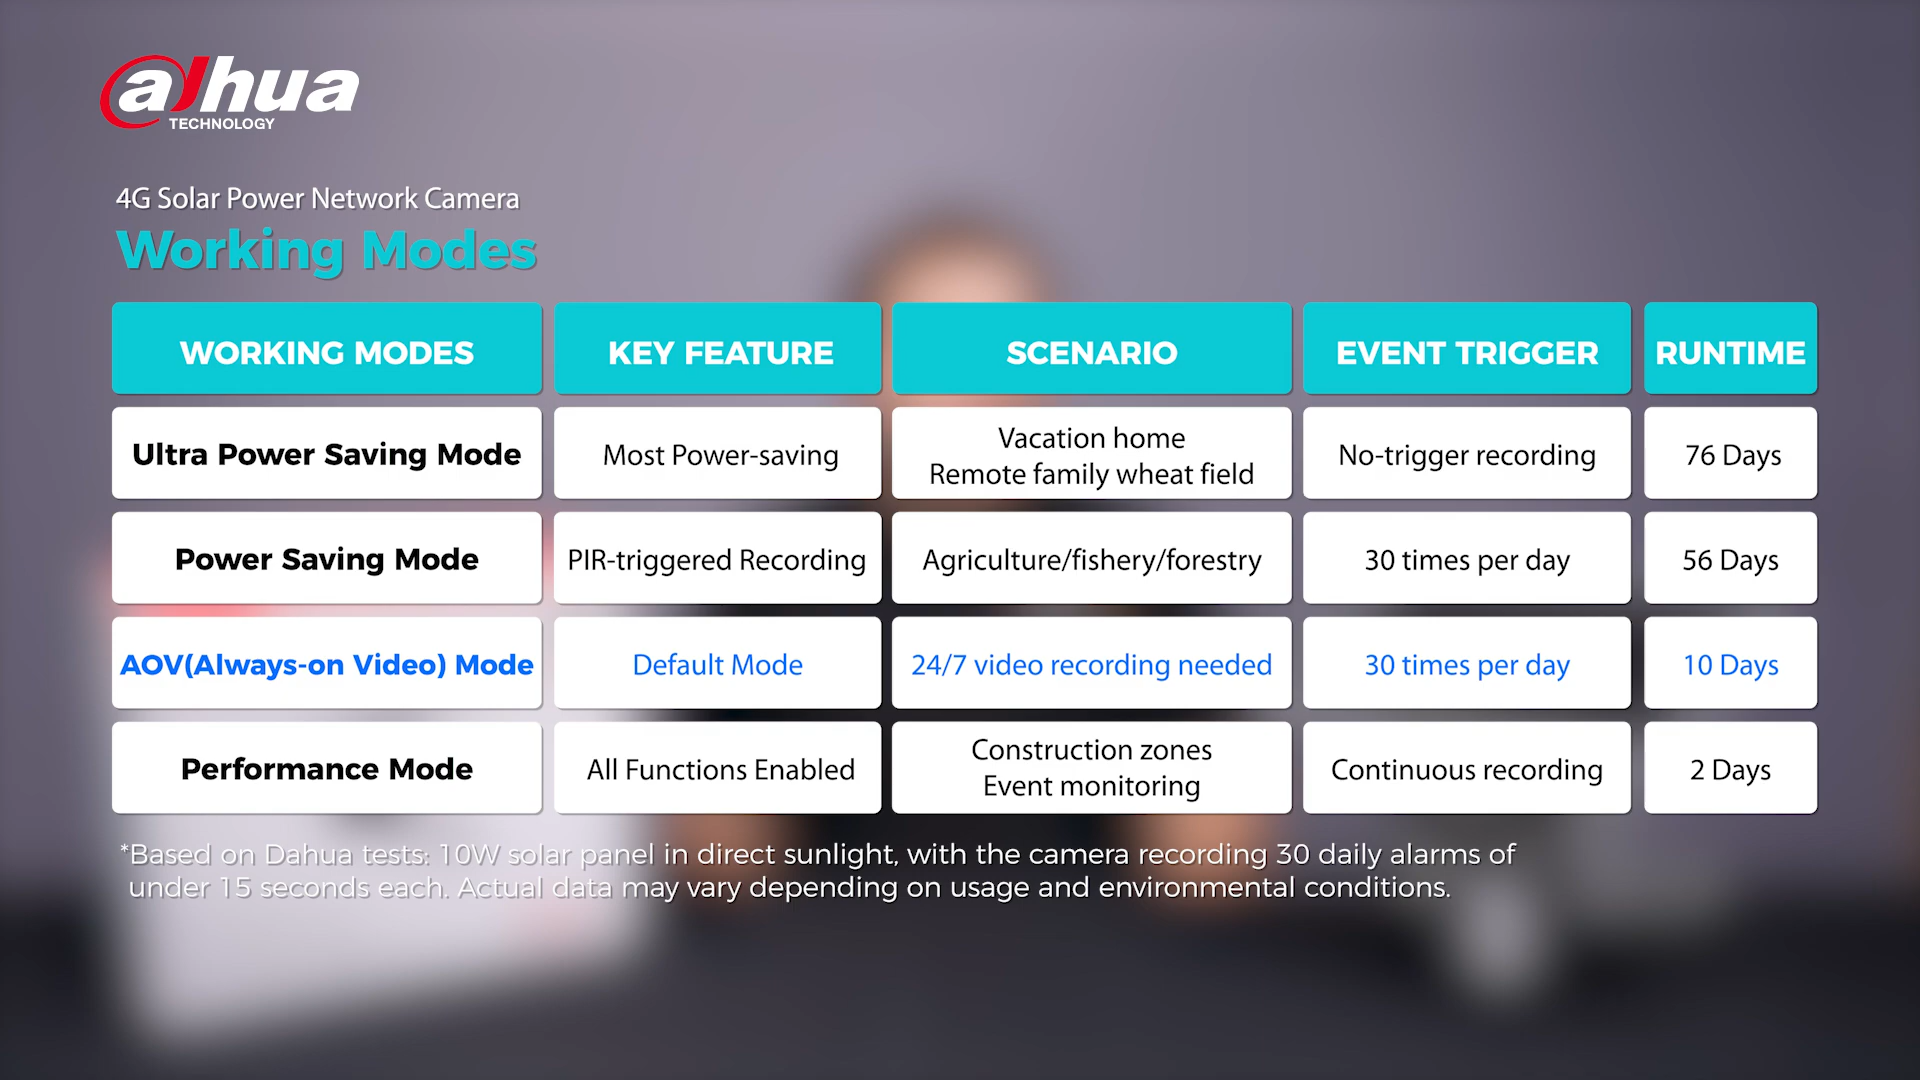 alhua
TECHNOLOGY
4G Solar Power Network Camera
Working Modes
WORKING MODES KEY FEATURE SCENARIO EVENT TRIGGER RUNTIME
Ultra Power Saving Mode Most Power-saving Vacation home
Remote family wheat field No-trigger recording 76 Days
Power Saving Mode PIR-triggered Recording Agriculture/fishery/forestry 30 times per day 56 Days
AOV(Always-on Video) Mode Default Mode 24/7 video recording needed 30 times per day 10 Days
Performance Mode All Functions Enabled Construction zones
Event monitoring Continuous recording 2 Days
*Based on Dahua tests: 10W solar panel in direct sunlight, with the camera recording 30 daily alarms of
under 15 seconds each. Actual data may vary depending on usage and environmental conditions.